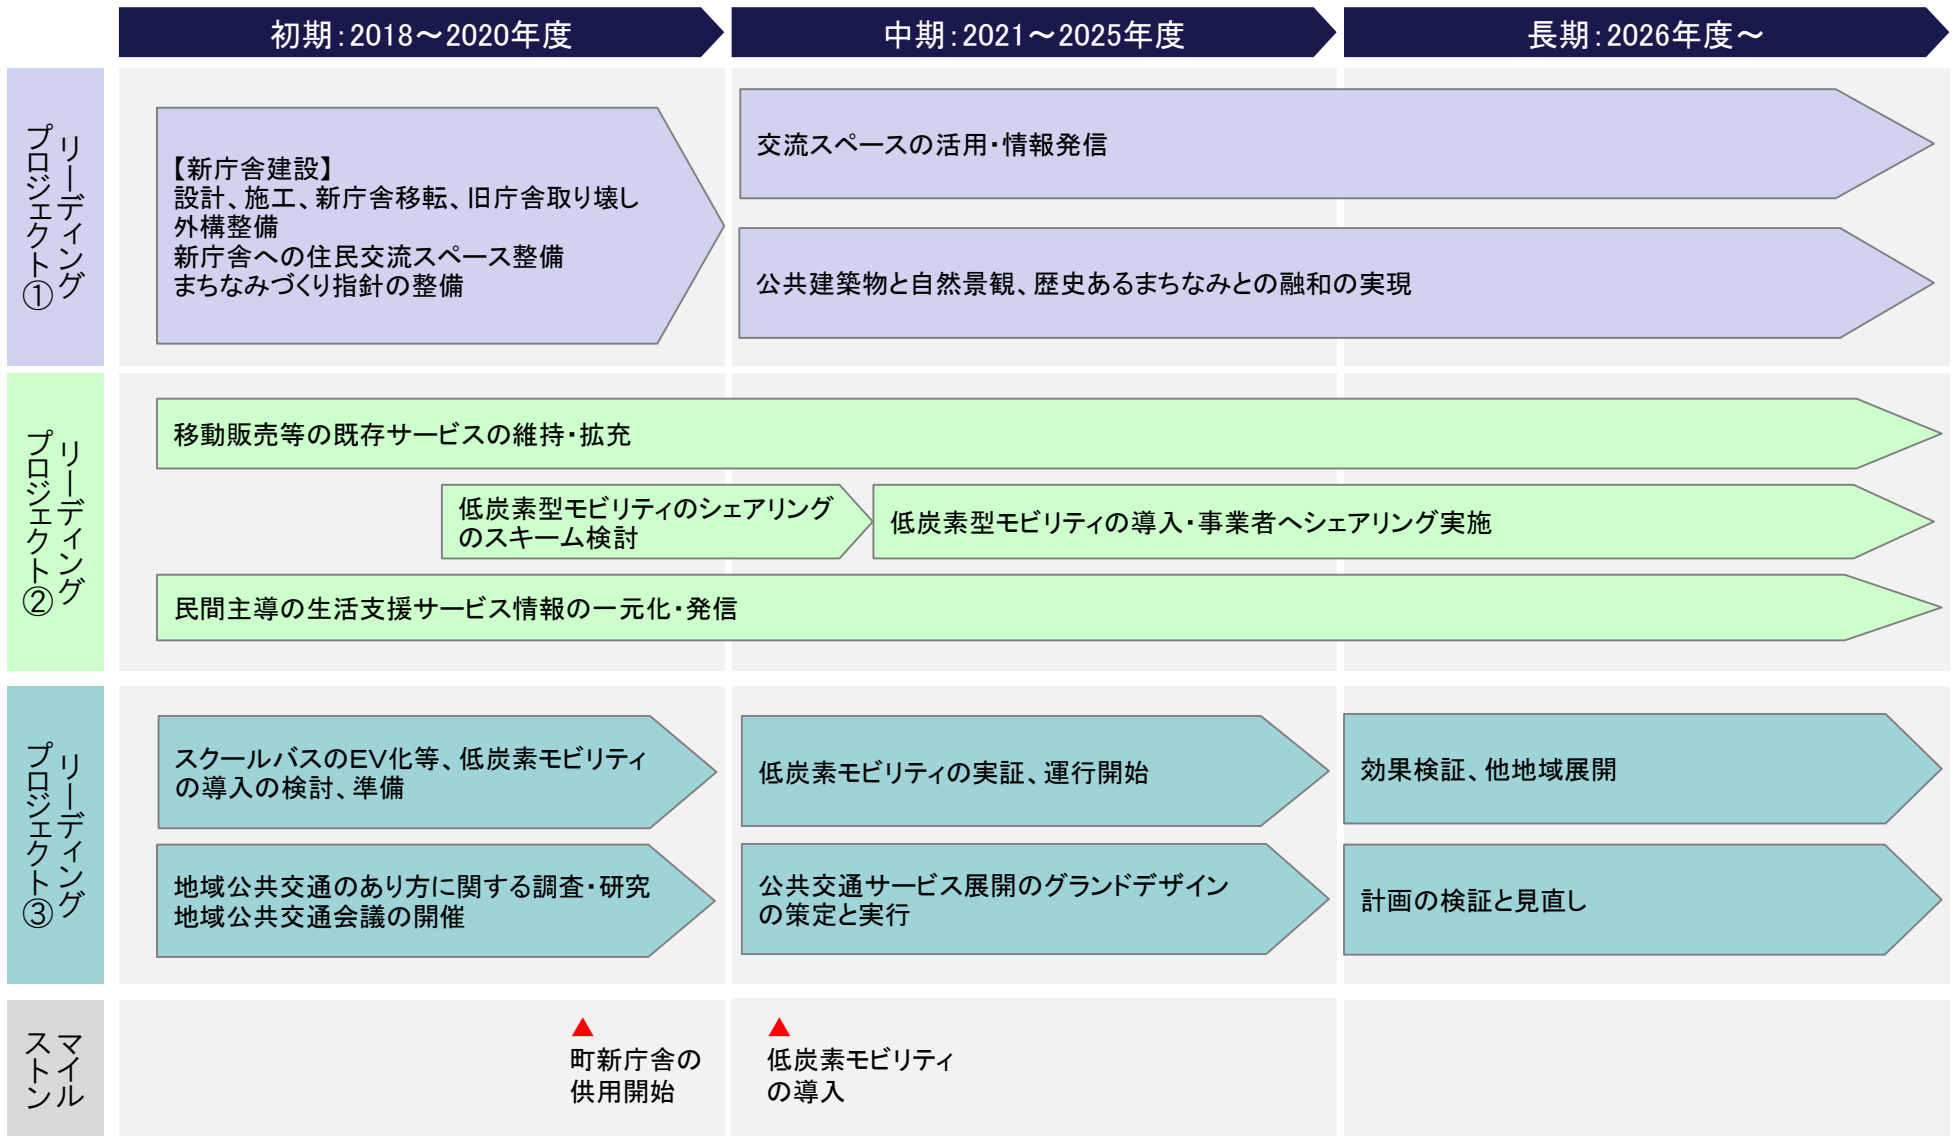 初期:2018～2020年度
中期:2021～2025年度
長期:2026年度～
リーディング
プロジェクト①
【新庁舎建設】
設計、施工、新庁舎移転、旧庁舎取り壊し
外構整備
新庁舎への住民交流スペース整備
まちなみづくり指針の整備
交流スペースの活用・情報発信
公共建築物と自然景観、歴史あるまちなみとの融和の実現
リーディング
プロジェクト②
移動販売等の既存サービスの維持・拡充
低炭素型モビリティのシェアリング
のスキーム検討
低炭素型モビリティの導入・事業者へシェアリング実施
民間主導の生活支援サービス情報の一元化・発信
リーディング
プロジェクト③
スクールバスのEV化等、低炭素モビリティ
の導入の検討、準備
低炭素モビリティの実証、運行開始
効果検証、他地域展開
地域公共交通のあり方に関する調査・研究
地域公共交通会議の開催
公共交通サービス展開のグランドデザイン
の策定と実行
計画の検証と見直し
マイル
ストン
▲
町新庁舎の
供用開始
▲
低炭素モビリティ
の導入